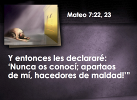 Mateo 7:22, 23
Y entonces les declararé:
‘Nunca os conocí; apartaos
de mí, hacedores de maldad!’”